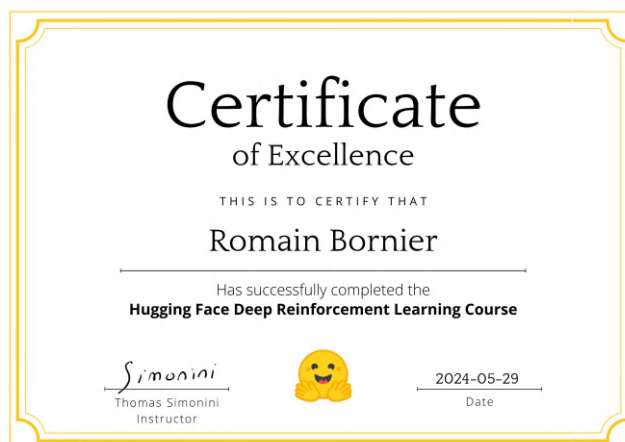 Certificate
of Excellence
THIS IS TO CERTIFY THAT
Romain Bornier
Has successfully completed the
Hugging Face Deep Reinforcement Learning Course
Simonini
2024-05-29
Thomas Simonini
Date
Instructor